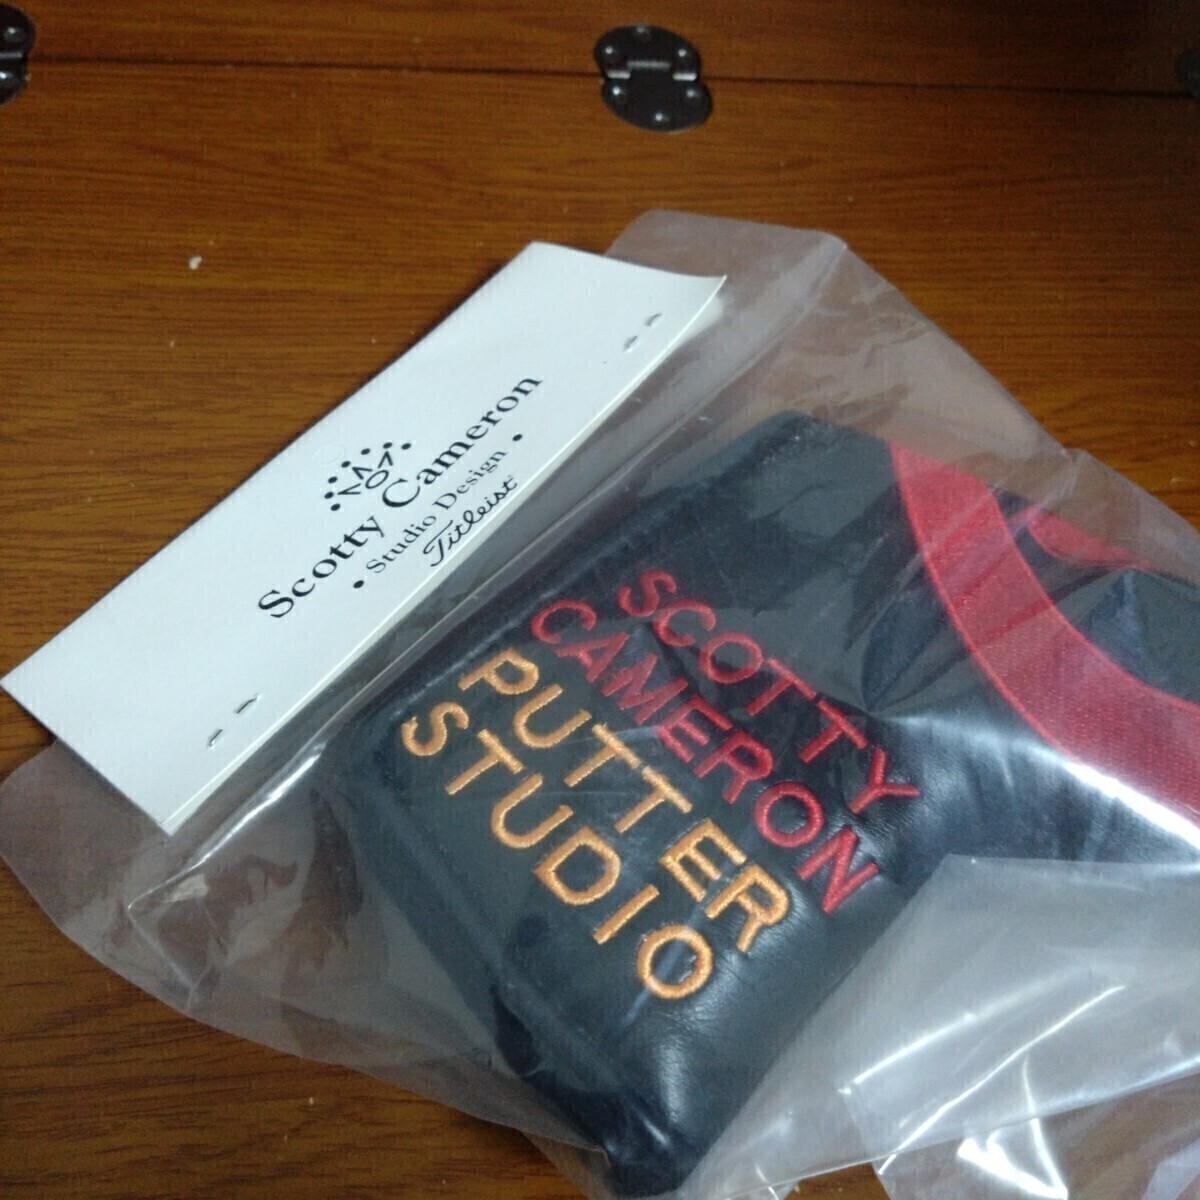 Scotty Cameron
• Studio Design •
Titleist
SCOTTY
CAMERON
PUTTER
STUDIO